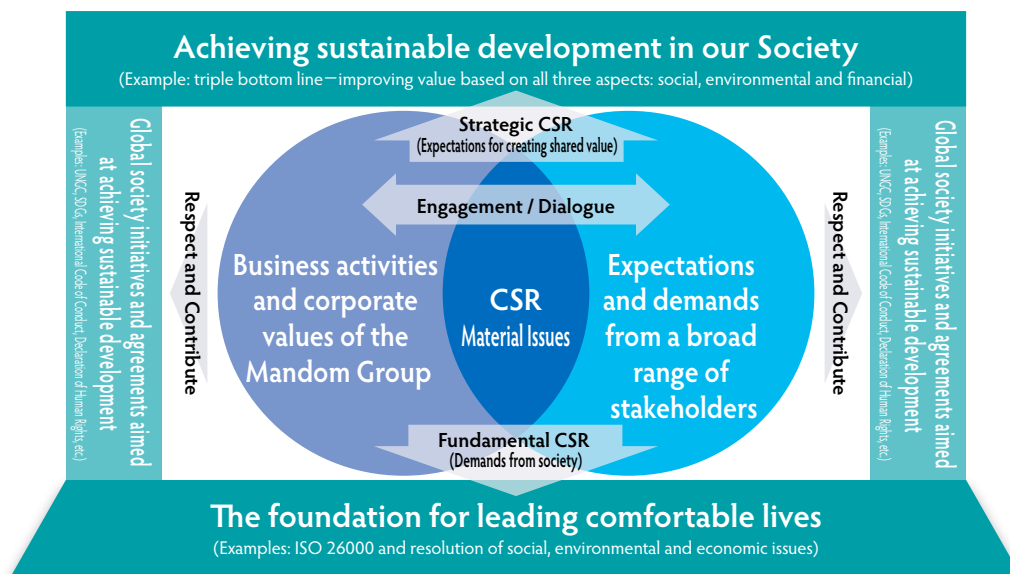 Achieving sustainable development in our Society
(Example: triple bottom line—improving value based on all three aspects: social, environmental and financial)
Global society initiatives and agreements aimed
at achieving sustainable development
(Examples: UNGC, SDGs, International Code of Conduct, Declaration of Human Rights, etc.)
Respect and Contribute
Strategic CSR
(Expectations for creating shared value)
Engagement / Dialogue
Business activities
and corporate
values of the
Mandom Group
CSR
Material Issues
Expectations
and demands
from a broad
range of
stakeholders
Fundamental CSR
(Demands from society)
Respect and Contribute
Global society initiatives and agreements aimed
at achieving sustainable development
(Examples: UNGC, SDGs, International Code of Conduct, Declaration of Human Rights, etc.)
The foundation for leading comfortable lives
(Examples: ISO 26000 and resolution of social, environmental and economic issues)